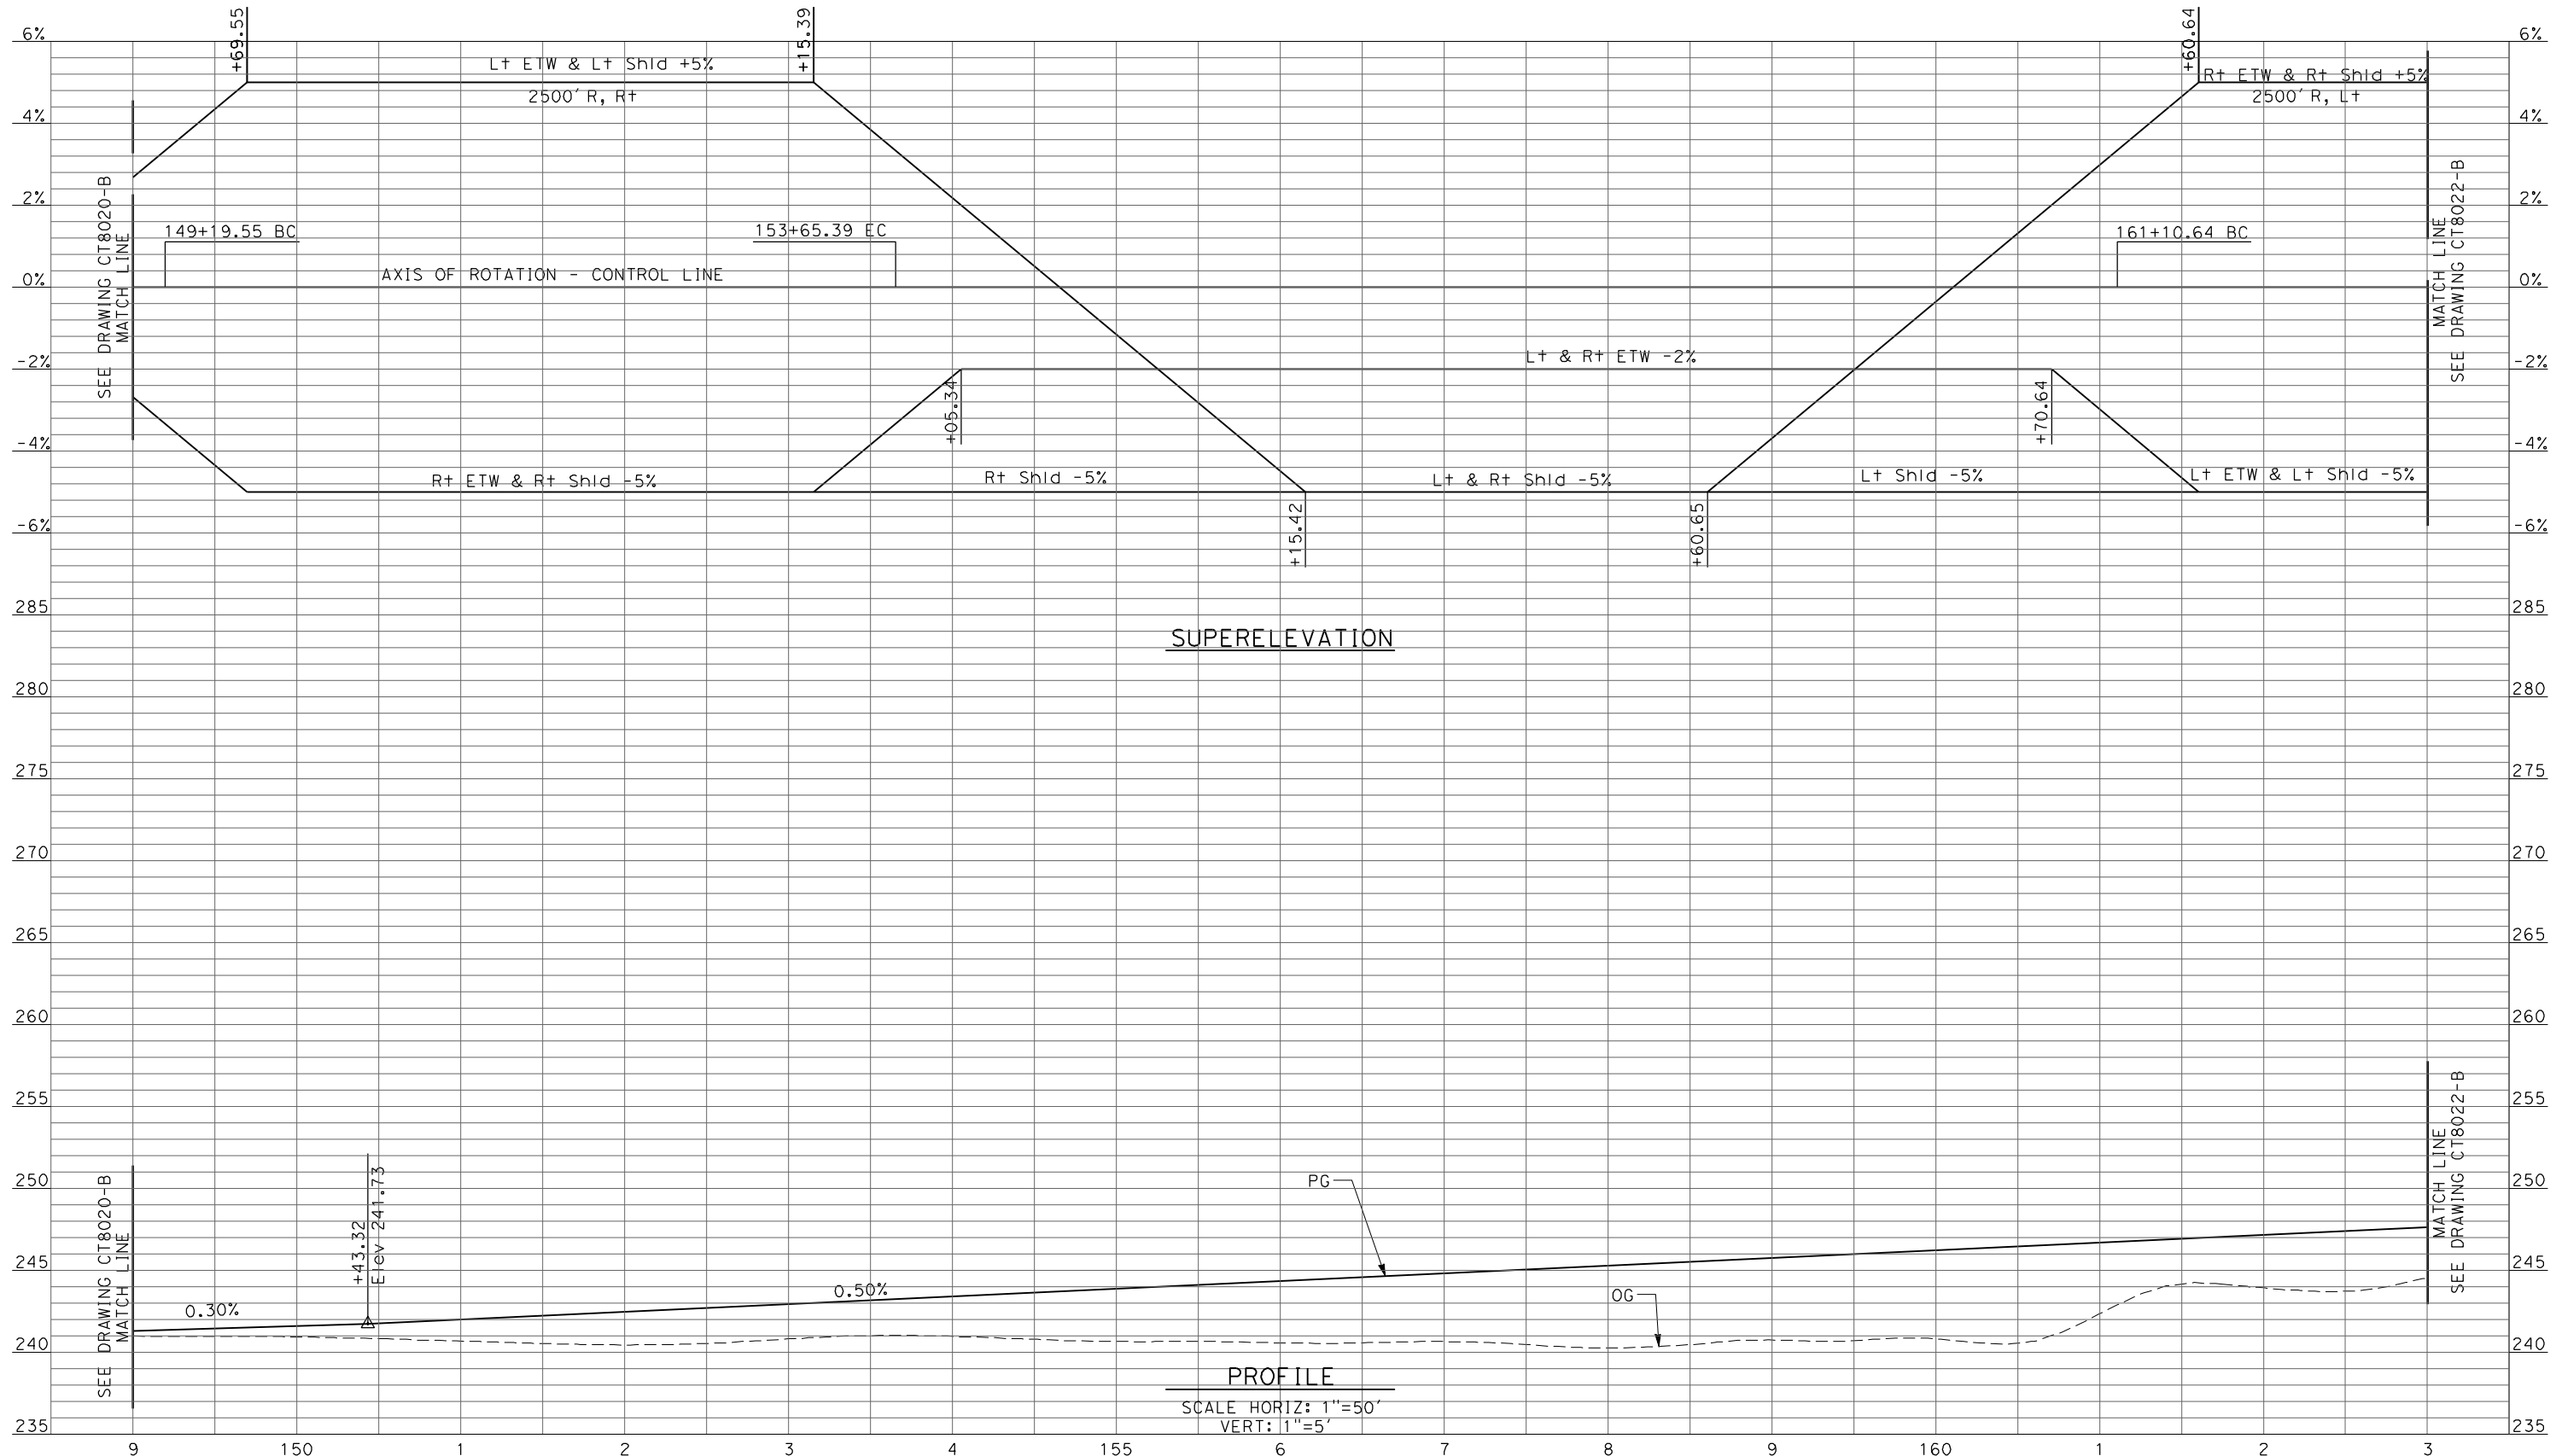 +69.55
+15.39
+60.64
6%
6%
Lt ETW & Lt Shld +5%
Rt ETW & Rt Shld +5%
2500' R, Rt
2500' R, Lt
4%
4%
2%
2%
149+19.55 BC
153+65.39 EC
161+10.64 BC
SEE DRAWING CT8020-B
MATCH LINE
MATCH LINE
SEE DRAWING CT8022-B
AXIS OF ROTATION - CONTROL LINE
0%
0%
Lt & Rt ETW -2%
-2%
-2%
+05.34
+70.64
-4%
-4%
Rt ETW & Rt Shld -5%
Rt Shld -5%
Lt & Rt Shld -5%
Lt Shld -5%
Lt ETW & Lt Shld -5%
+15.42
+60.65
-6%
-6%
285
285
SUPERELEVATION
280
280
275
275
270
270
265
265
260
260
255
255
250
250
SEE DRAWING CT8020-B
MATCH LINE
+43.32
Elev 241.73
PG
MATCH LINE
SEE DRAWING CT8022-B
245
245
0.30%
0.50%
OG
240
240
PROFILE
SCALE HORIZ: 1"=50'
VERT: 1"=5'
235
235
9 150 1 2 3 4 155 6 7 8 9 160 1 2 3